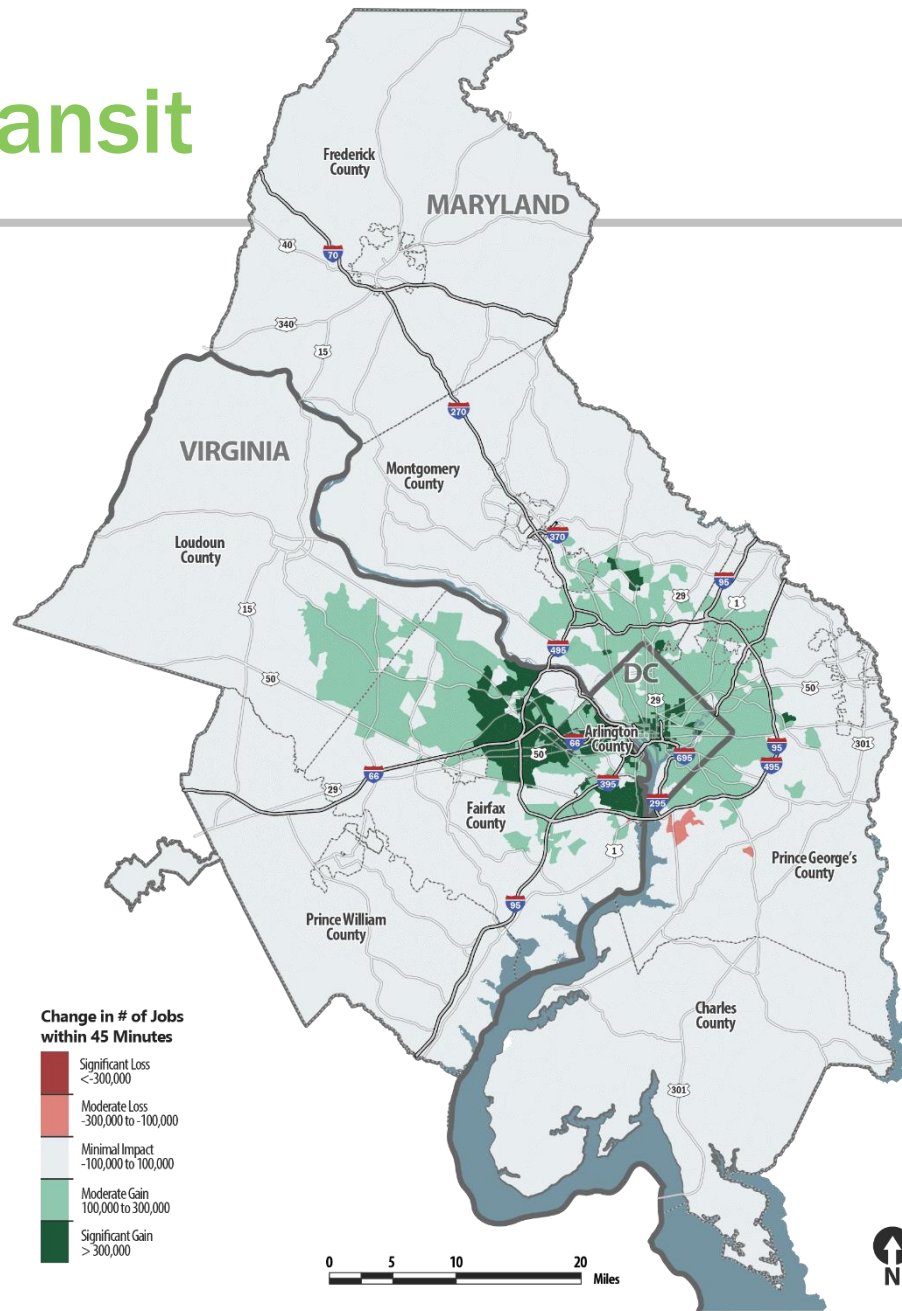 ansit
Frederick
County
MARYLAND
40
70
340
15
270
VIRGINIA
Montgomery
County
370
Loudoun
County
95
29
1
15
495
DC
50
50
29
Arlington
County
66
50
301
695
95
495
66
395
29
295
Fairfax
County
1
Prince George's
County
95
Prince William
County
Charles
County
301
Change in # of Jobs
within 45 Minutes
Significant Loss
<-300,000
Moderate Loss
-300,000 to -100,000
Minimal Impact
-100,000 to 100,000
Moderate Gain
100,000 to 300,000
Significant Gain
> 300,000
0 5 10 20
Miles
N